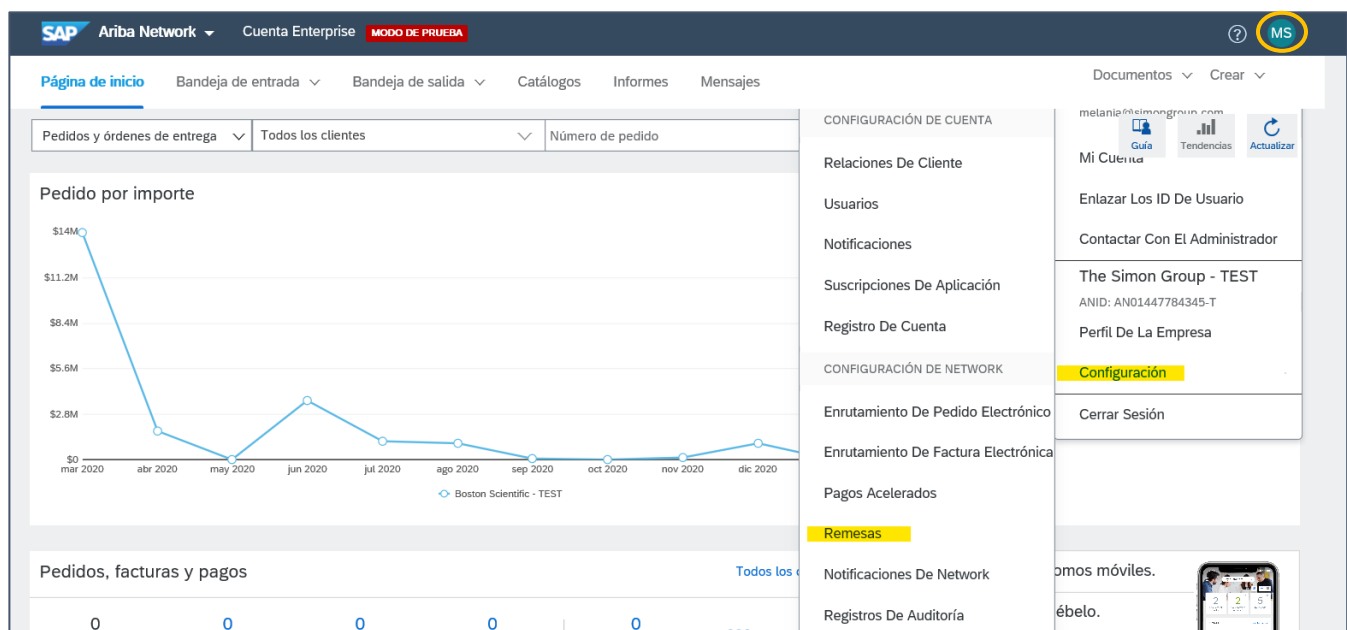 SAP Ariba Network Cuenta Enterprise MODO DE PRUEBA ? MS
Página de inicio Bandeja de entrada Bandeja de salida Catálogos Informes Mensajes Documentos Crear
Pedidos y órdenes de entrega Todos los clientes Número de pedido
Pedido por importe
$14M
$11.2M
$8.4M
$5.6M
$2.8M
$0
mar 2020 abr 2020 may 2020 jun 2020 jul 2020 ago 2020 sep 2020 oct 2020 nov 2020 dic 2020
Boston Scientific - TEST
Pedidos, facturas y pagos
Todos los
0 0 0 0 0
CONFIGURACIÓN DE CUENTA
Relaciones De Cliente
Usuarios
Notificaciones
Suscripciones De Aplicación
Registro De Cuenta
CONFIGURACIÓN DE NETWORK
Enrutamiento De Pedido Electrónico
Enrutamiento De Factura Electrónica
Pagos Acelerados
Remesas
Notificaciones De Network
Registros De Auditoría
melania@simongroup.com
Guía Tendencias Actualizar
Mi Cuenta
Enlazar Los ID De Usuario
Contactar Con El Administrador
The Simon Group - TEST
ANID: AN01447784345-T
Perfil De La Empresa
Configuración
Cerrar Sesión
omos móviles.
ébelo.
2 2 5